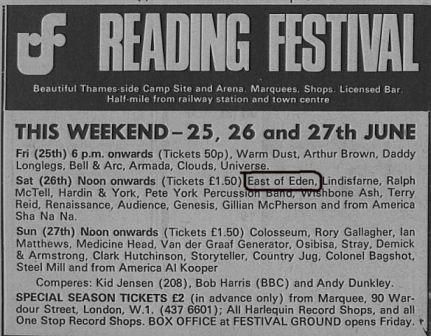 rf READING FESTIVAL
Beautiful Thames-side Camp Site and Arena. Marquees, Shops. Licensed Bar.
Half-mile from railway station and town centre
THIS WEEKEND – 25, 26 and 27th JUNE
Fri (25th) 6 p.m. onwards (Tickets 50p), Warm Dust, Arthur Brown, Daddy
Longlegs, Bell & Arc, Armada, Clouds, Universe.
Sat (26th) Noon onwards (Tickets £1.50) East of Eden, Lindisfarne, Ralph
McTell, Hardin & York, Pete York Percussion Band, Wishbone Ash, Terry
Reid, Renaissance, Audience, Genesis, Gillian McPherson and from America
Sha Na Na.
Sun (27th) Noon onwards (Tickets £1.50) Colosseum, Rory Gallagher, Ian
Matthews, Medicine Head, Van der Graaf Generator, Osibisa, Stray, Demick
& Armstrong, Clark Hutchinson, Storyteller, Country Jug, Colonel Bagshot,
Steel Mill and from America Al Kooper
Comperes: Kid Jensen (208), Bob Harris (BBC) and Andy Dunkley.
SPECIAL SEASON TICKETS £2 (in advance only) from Marquee, 90 War-
dour Street, London, W.1. (437 6601); All Harlequin Record Shops, and all
One Stop Record Shops. BOX OFFICE at FESTIVAL GROUND opens Friday.